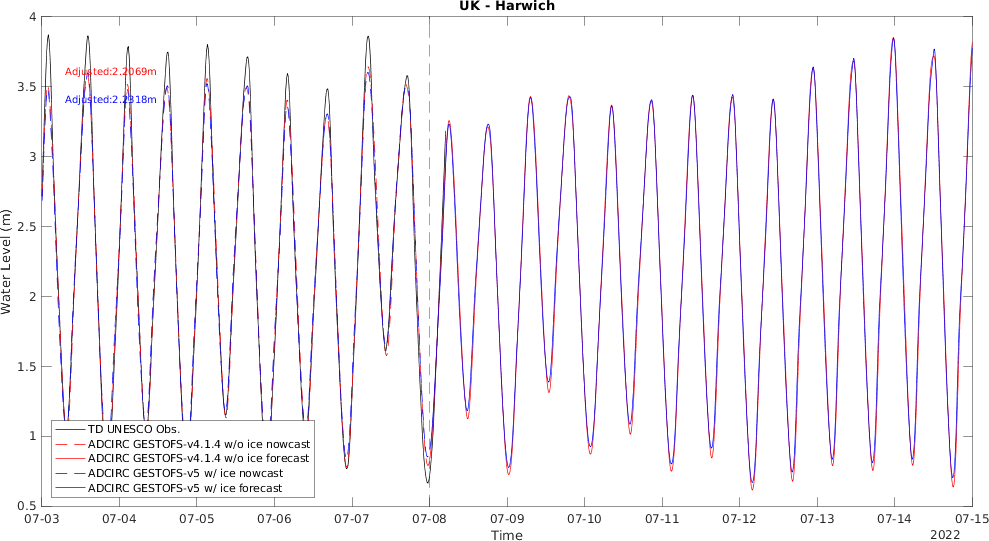 UK - Harwich
4
3.5
3
2.5
2
1.5
1
0.5
Water Level (m)
Adjusted:2.2069m
Adjusted:2.2318m
TD UNESCO Obs.
ADCIRC GESTOFS-v4.1.4 w/o ice nowcast
ADCIRC GESTOFS-v4.1.4 w/o ice forecast
ADCIRC GESTOFS-v5 w/ ice nowcast
ADCIRC GESTOFS-v5 w/ ice forecast
07-03 07-04 07-05 07-06 07-07 07-08 07-09 07-10 07-11 07-12 07-13 07-14 07-15
Time
2022